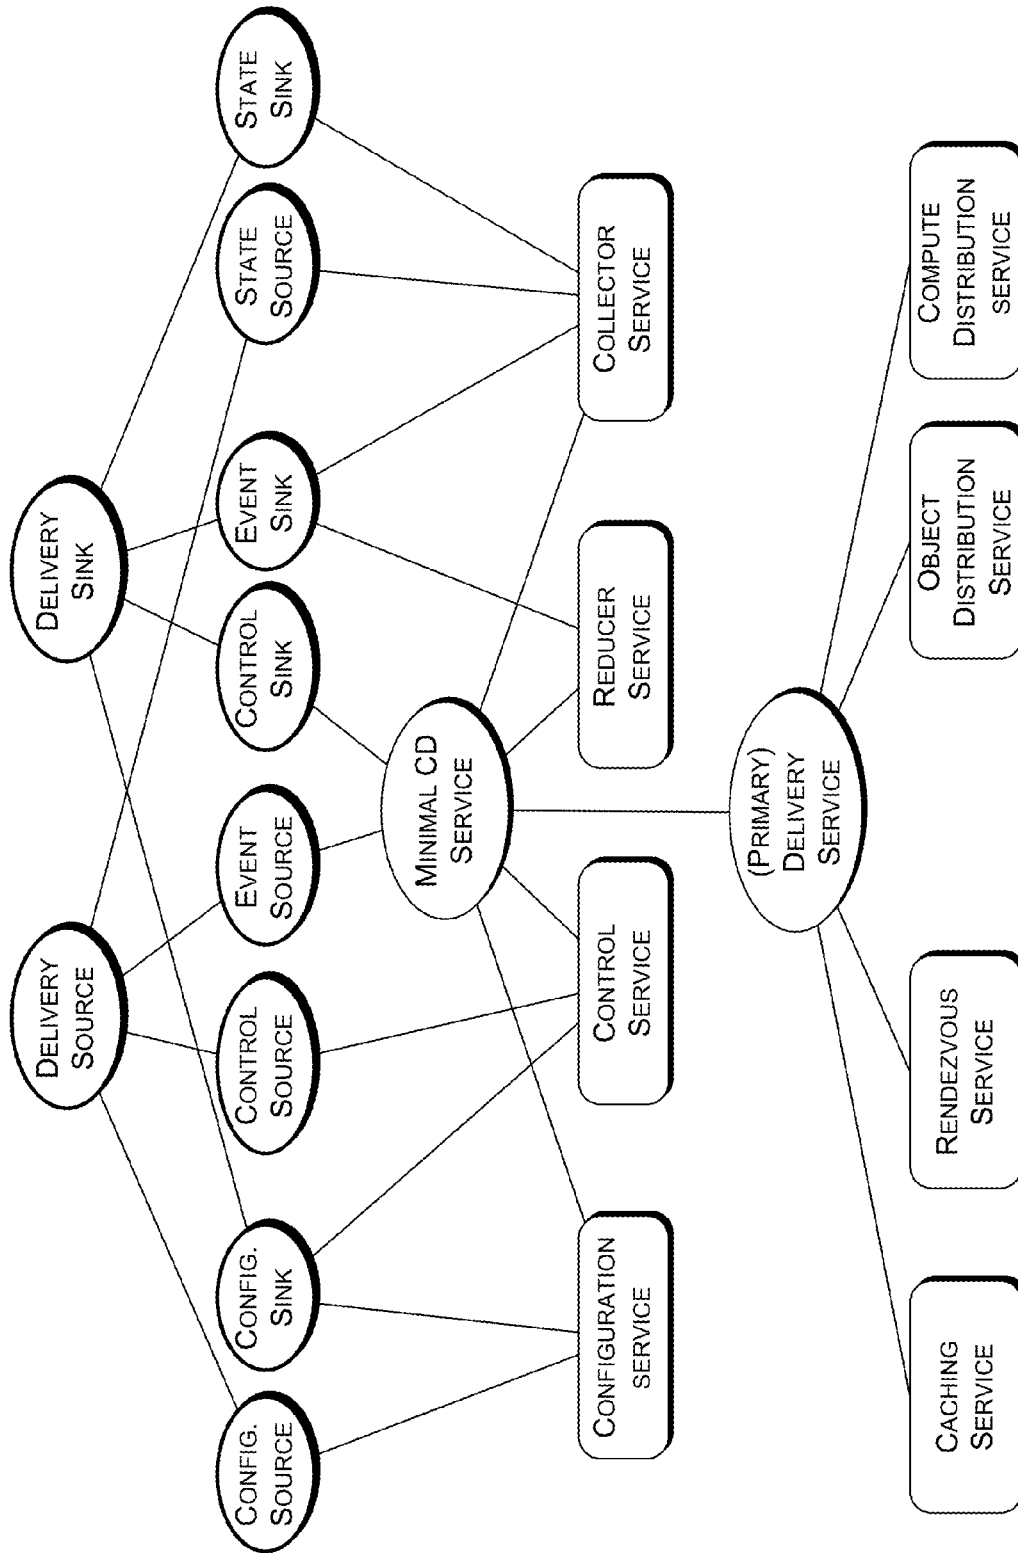 DELIVERY
SOURCE
DELIVERY
SINK
CONFIG.
SOURCE
CONFIG.
SINK
CONTROL
SOURCE
EVENT
SOURCE
CONTROL
SINK
EVENT
SINK
STATE
SOURCE
STATE
SINK
MINIMAL CD
SERVICE
CONFIGURATION
SERVICE
CONTROL
SERVICE
REDUCER
SERVICE
COLLECTOR
SERVICE
(PRIMARY)
DELIVERY
SERVICE
CACHING
SERVICE
RENDEZVOUS
SERVICE
OBJECT
DISTRIBUTION
SERVICE
COMPUTE
DISTRIBUTION
SERVICE